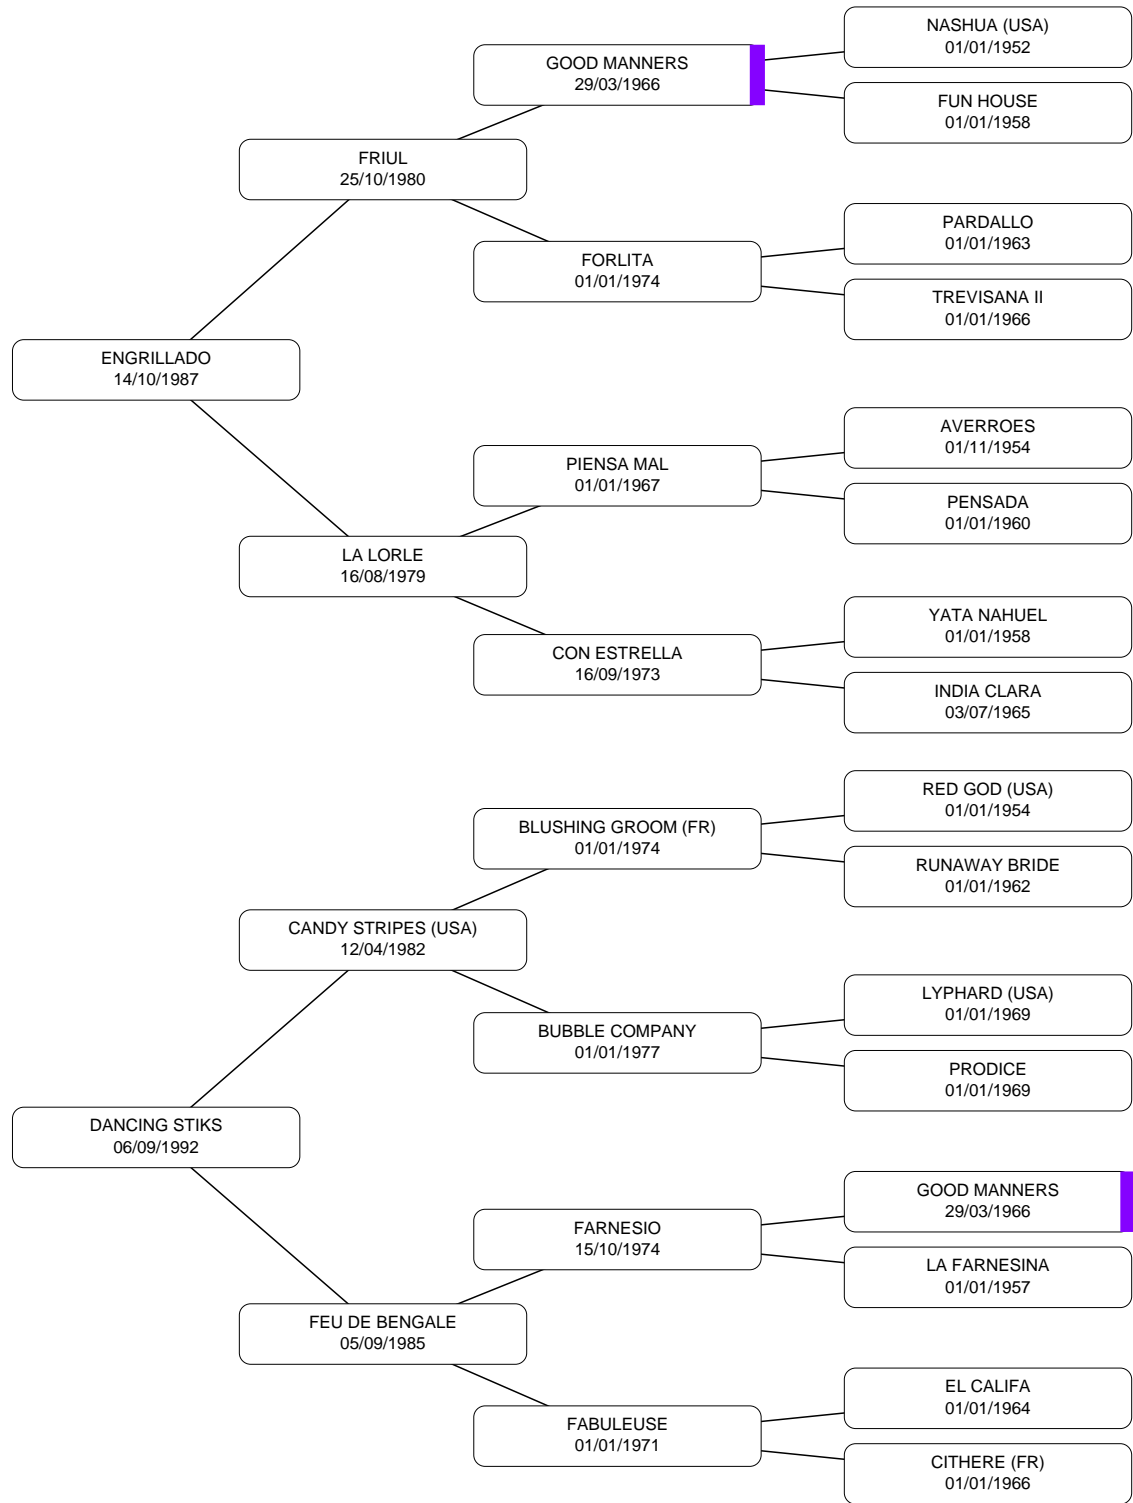 NASHUA (USA)
01/01/1952
GOOD MANNERS
29/03/1966
FUN HOUSE
01/01/1958
FRIUL
25/10/1980
PARDALLO
01/01/1963
FORLITA
01/01/1974
TREVISANA II
01/01/1966
ENGRILLADO
14/10/1987
AVERROES
01/11/1954
PIENSA MAL
01/01/1967
PENSADA
01/01/1960
LA LORLE
16/08/1979
YATA NAHUEL
01/01/1958
CON ESTRELLA
16/09/1973
INDIA CLARA
03/07/1965
RED GOD (USA)
01/01/1954
BLUSHING GROOM (FR)
01/01/1974
RUNAWAY BRIDE
01/01/1962
CANDY STRIPES (USA)
12/04/1982
LYPHARD (USA)
01/01/1969
BUBBLE COMPANY
01/01/1977
PRODICE
01/01/1969
DANCING STIKS
06/09/1992
GOOD MANNERS
29/03/1966
FARNESIO
15/10/1974
LA FARNESINA
01/01/1957
FEU DE BENGALE
05/09/1985
EL CALIFA
01/01/1964
FABULEUSE
01/01/1971
CITHERE (FR)
01/01/1966